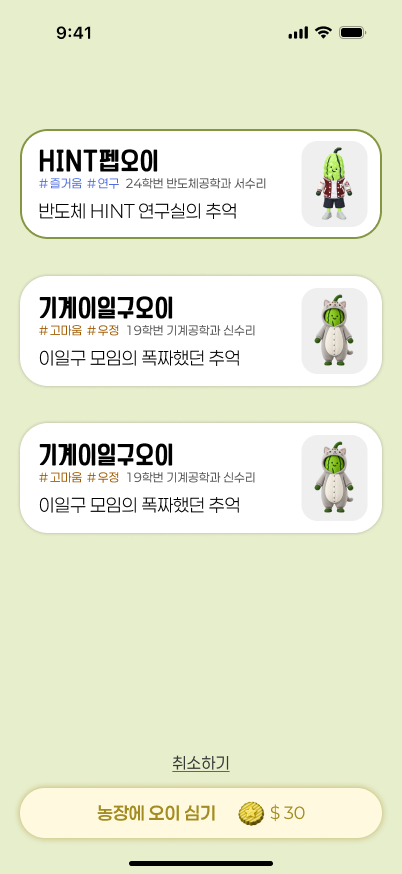 9:41
HINT펩오이
#즐거움 #연구 24학번 반도체공학과 서수리
반도체 HINT 연구실의 추억
기계이일구오이
#고마움 #우정 19학번 기계공학과 신수리
이일구 모임의 폭짜했던 추억
기계이일구오이
#고마움 #우정 19학번 기계공학과 신수리
이일구 모임의 폭짜했던 추억
취소하기
농장에 오이 심기 $ 30